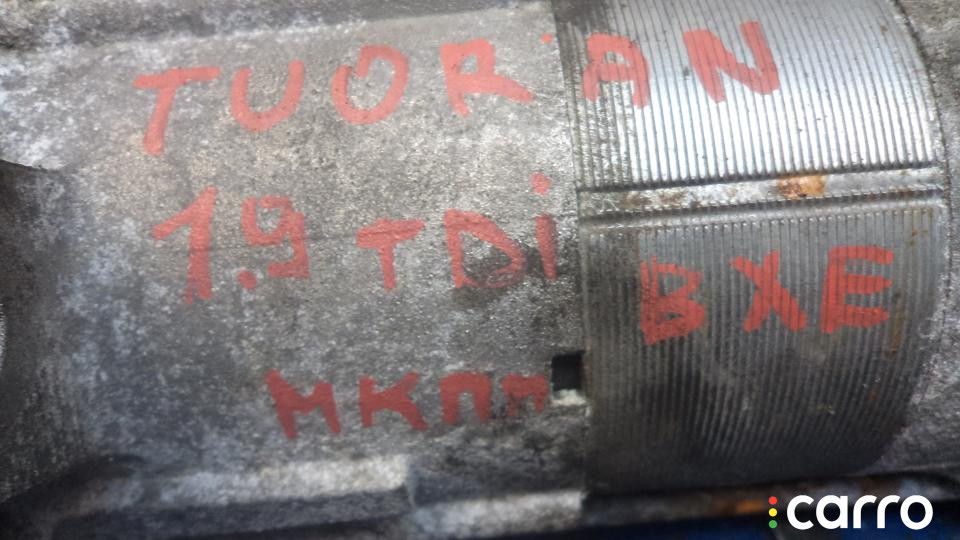 TUORAN
1.9 TDi BXE
МКПП
carro